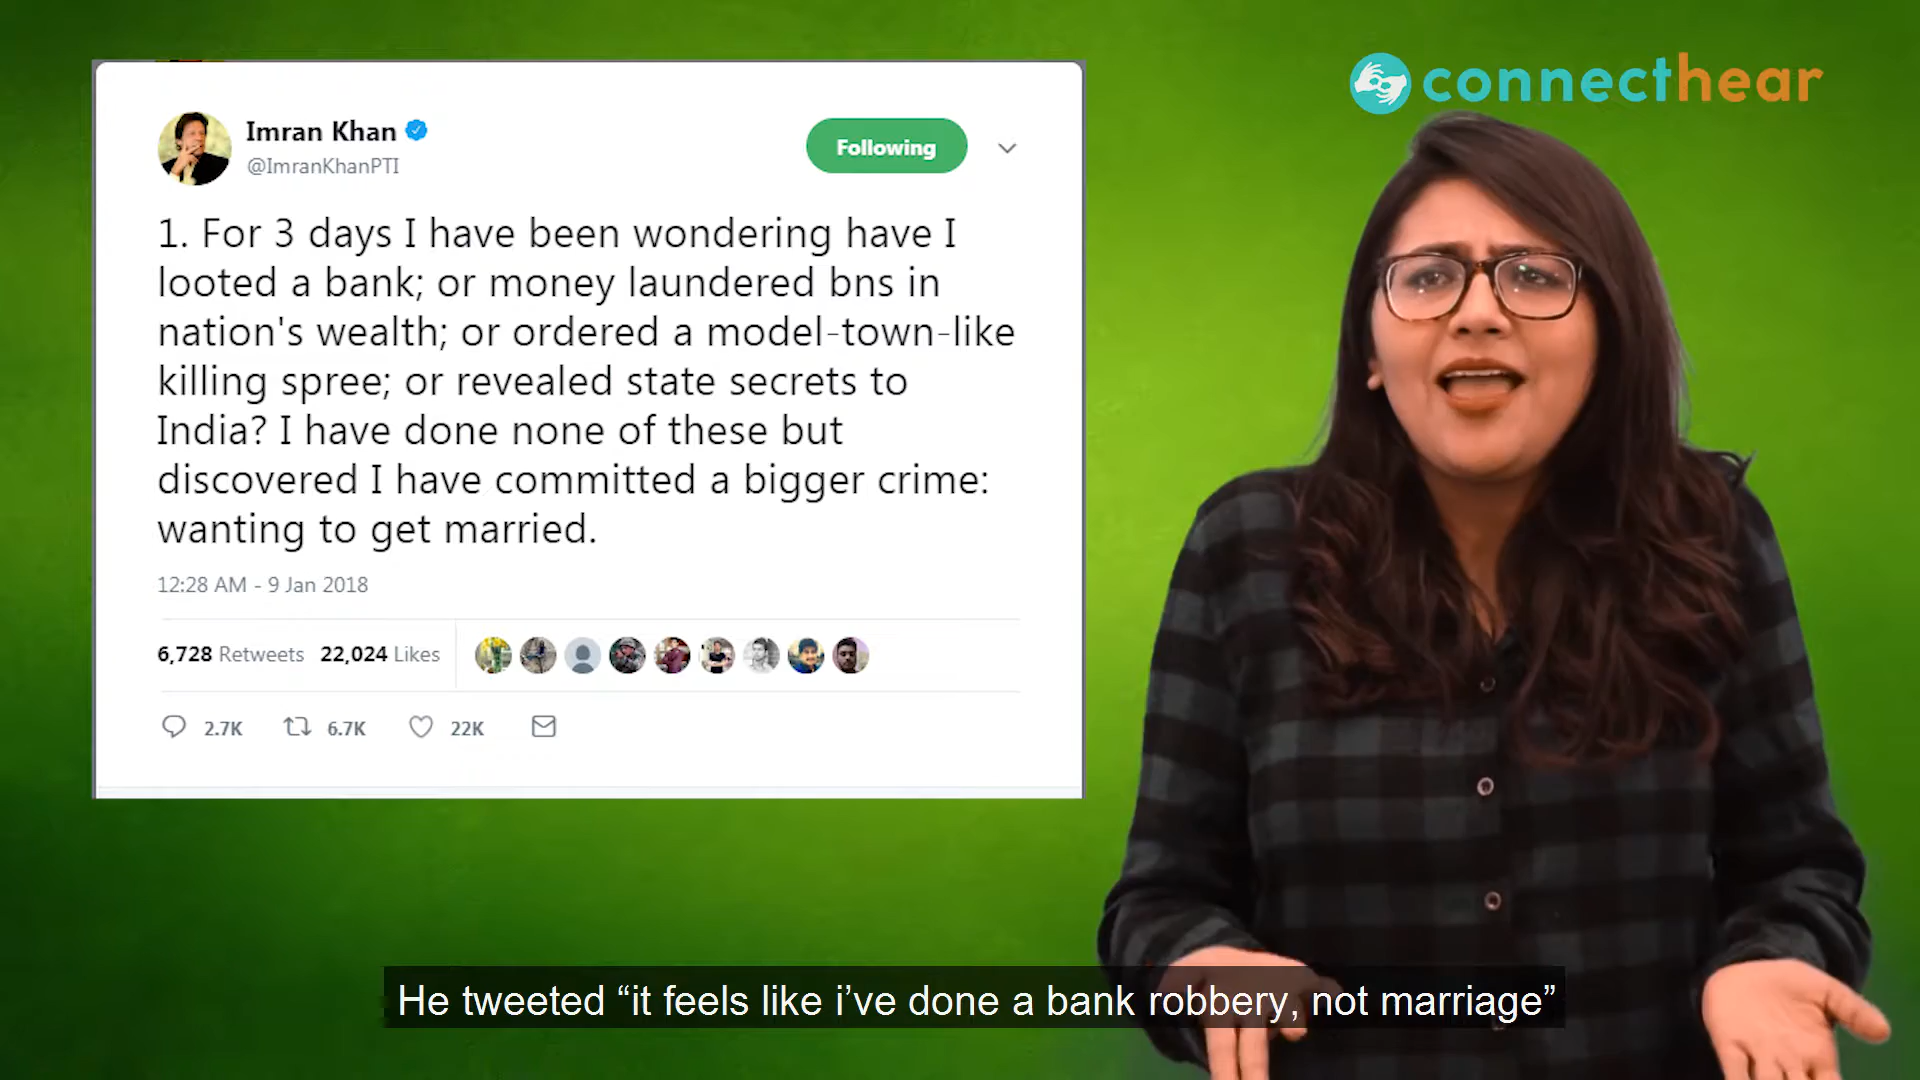 connecthear
Imran Khan
@ImranKhanPTI
Following
1. For 3 days I have been wondering have I
looted a bank; or money laundered bns in
nation's wealth; or ordered a model-town-like
killing spree; or revealed state secrets to
India? I have done none of these but
discovered I have committed a bigger crime:
wanting to get married.
12:28 AM - 9 Jan 2018
6,728 Retweets 22,024 Likes
2.7K 6.7K 22K
He tweeted “it feels like i’ve done a bank robbery, not marriage”